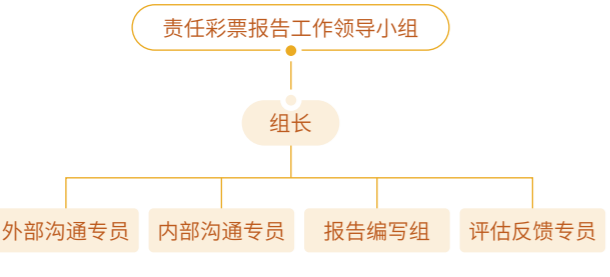 责任彩票报告工作领导小组
组长
外部沟通专员
内部沟通专员
报告编写组
评估反馈专员